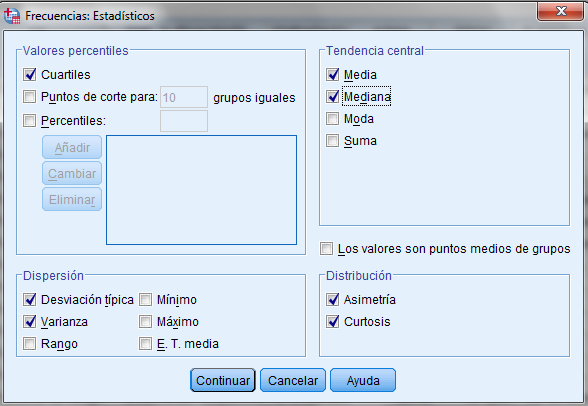 Frecuencias: Estadísticos
Valores percentiles
Cuartiles
Puntos de corte para: 10 grupos iguales
Percentiles:
Añadir
Cambiar
Eliminar
Tendencia central
Media
Mediana
Moda
Suma
Los valores son puntos medios de grupos
Dispersión
Desviación típica Mínimo
Varianza Máximo
Rango E. T. media
Distribución
Asimetría
Curtosis
Continuar Cancelar Ayuda